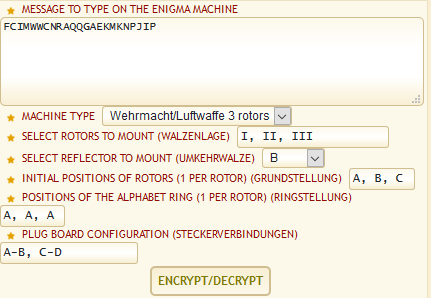 MESSAGE TO TYPE ON THE ENIGMA MACHINE
FCIMWWCNRAQQGAEKMKNPJIP
MACHINE TYPE Wehrmacht/Luftwaffe 3 rotors
SELECT ROTORS TO MOUNT (WALZENLAGE) I, II, III
SELECT REFLECTOR TO MOUNT (UMKEHRWALZE) B
INITIAL POSITIONS OF ROTORS (1 PER ROTOR) (GRUNDSTELLUNG) A, B, C
POSITIONS OF THE ALPHABET RING (1 PER ROTOR) (RINGSTELLUNG)
A, A, A
PLUG BOARD CONFIGURATION (STECKERVERBINDUNGEN)
A-B, C-D
ENCRYPT/DECRYPT